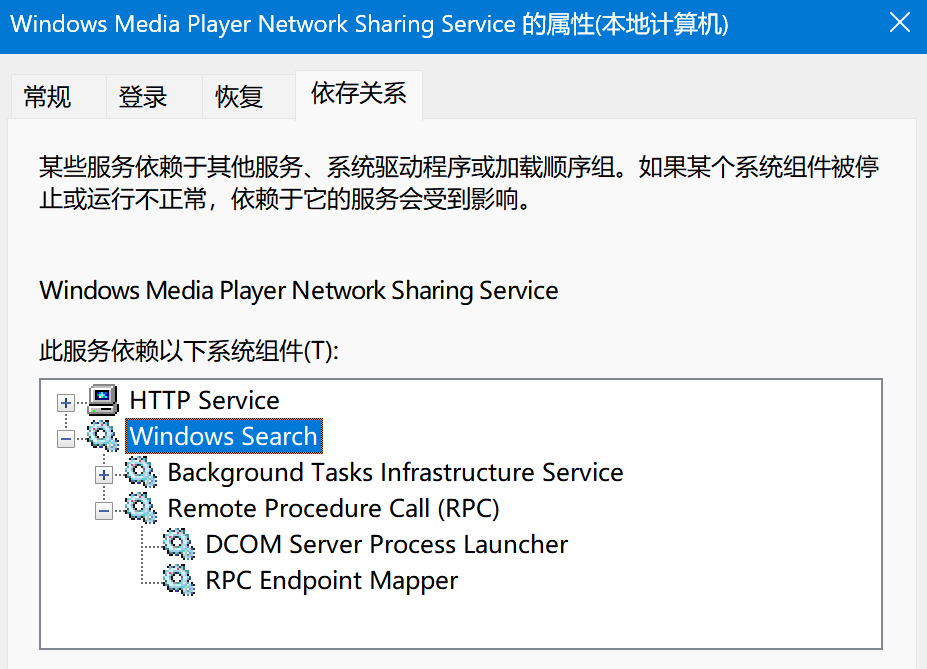 Windows Media Player Network Sharing Service 的属性(本地计算机)
常规 登录 恢复 依存关系
某些服务依赖于其他服务、系统驱动程序或加载顺序组。如果某个系统组件被停
止或运行不正常，依赖于它的服务会受到影响。
Windows Media Player Network Sharing Service
此服务依赖以下系统组件(T):
HTTP Service
Windows Search
Background Tasks Infrastructure Service
Remote Procedure Call (RPC)
DCOM Server Process Launcher
RPC Endpoint Mapper